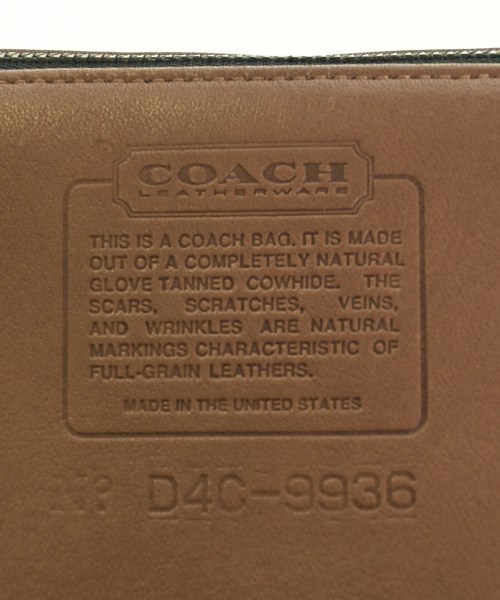 COACH
LEATHERWARE
THIS IS A COACH BAG. IT IS MADE
OUT OF A COMPLETELY NATURAL
GLOVE TANNED COWHIDE. THE
SCARS, SCRATCHES, VEINS,
AND WRINKLES ARE NATURAL
MARKINGS CHARACTERISTIC OF
FULL-GRAIN LEATHERS.
MADE IN THE UNITED STATES
Nº D4C-9936